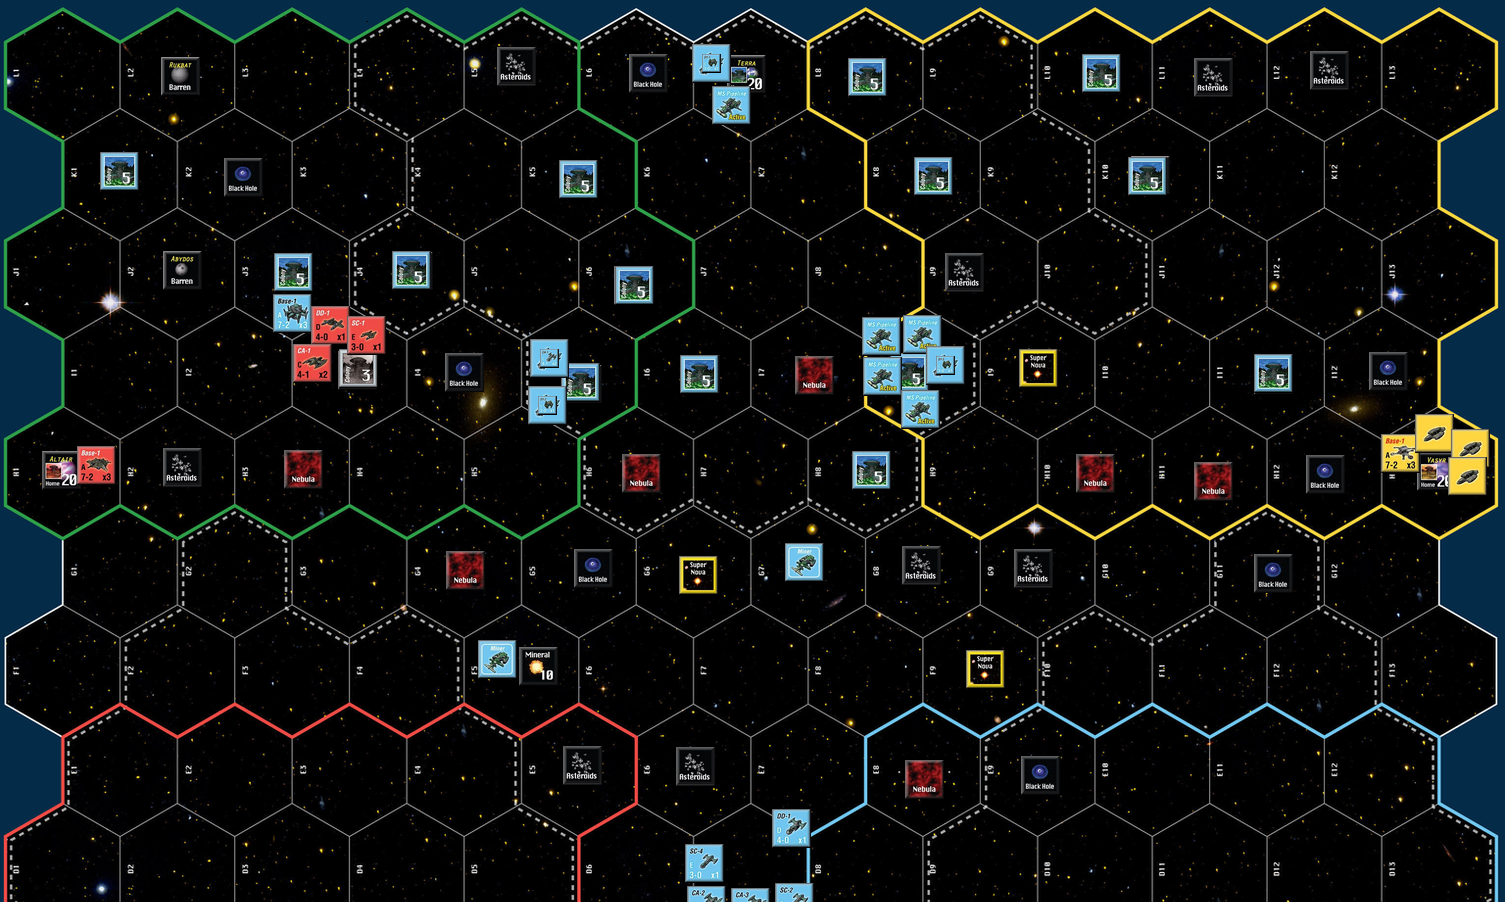 L1
L2
RUKBAT
Barren
L3
L4
L5
Asteroids
L6
Black Hole
TERRA
20
MS Pipeline
Active
L8
L9
L10
L11
Asteroids
L12
Asteroids
L13
K1
Colony
5
K2
Black Hole
K3
K4
K5
Colony
5
K6
K7
K8
Colony
5
K9
K10
Colony
5
K11
K12
J1
J2
ABYDOS
Barren
J3
Colony
5
J4
Colony
5
J5
J6
Colony
5
J7
J8
J9
Asteroids
J10
J11
J12
J13
Base-1
A
7-2 x3
DD-1
D
4-0 x1
SC-1
E
3-0 x1
CA-1
C
4-1 x2
Colony
3
I1
I4
Black Hole
5
I6
Colony
5
I7
Nebula
MS Pipeline
Active
MS Pipeline
Active
MS Pipeline
Active
5
MS Pipeline
Active
I9
Super
Nova
I10
I11
Colony
5
I12
Black Hole
H1
ALTAIR
Home
20
Base-1
A
7-2 x3
H2
Asteroids
H3
Nebula
H6
Nebula
H7
H8
Colony
5
H9
H10
Nebula
H11
Nebula
H12
Black Hole
Base-1
A
7-2 x3
Home
G1
G2
G3
G4
Nebula
G5
Black Hole
G6
Super
Nova
G7
Miner
G8
Asteroids
G9
Asteroids
G10
G11
Black Hole
G12
F1
F2
F3
F4
F5
Miner
Mineral
10
F6
F7
F8
F9
Super
Nova
F10
F11
F12
F13
E1
E2
E3
E4
E5
Asteroids
E6
Asteroids
E7
E8
Nebula
E9
Black Hole
E10
E11
E12
D1
D2
D3
D4
D5
D6
SC-4
E
3-0 x1
DD-1
D
4-0 x1
D8
D9
D10
D11
D12
D13
CA-2
CA-3
SC-2